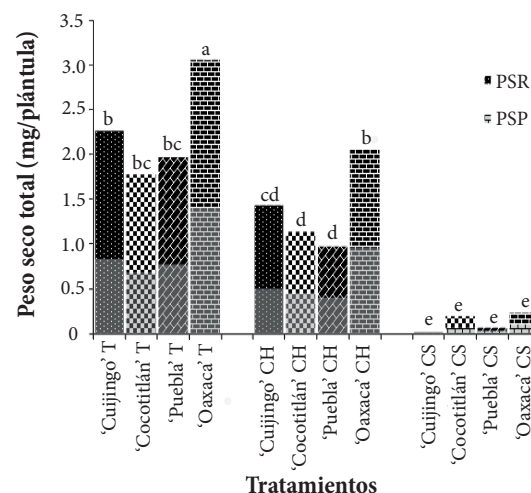 Peso seco total (mg/plántula)
3.5
3.0
2.5
2.0
1.5
1.0
0.5
0
b
bc
bc
a
cd
d
d
b
e
e
e
e
PSR
PSP
'Cuijingo' T
'Cocotitlán' T
'Puebla' T
'Oaxaca' T
'Cuijingo' CH
'Cocotitlán' CH
'Puebla' CH
'Oaxaca' CH
'Cuijingo' CS
'Cocotitlán' CS
'Puebla' CS
'Oaxaca' CS
Tratamientos